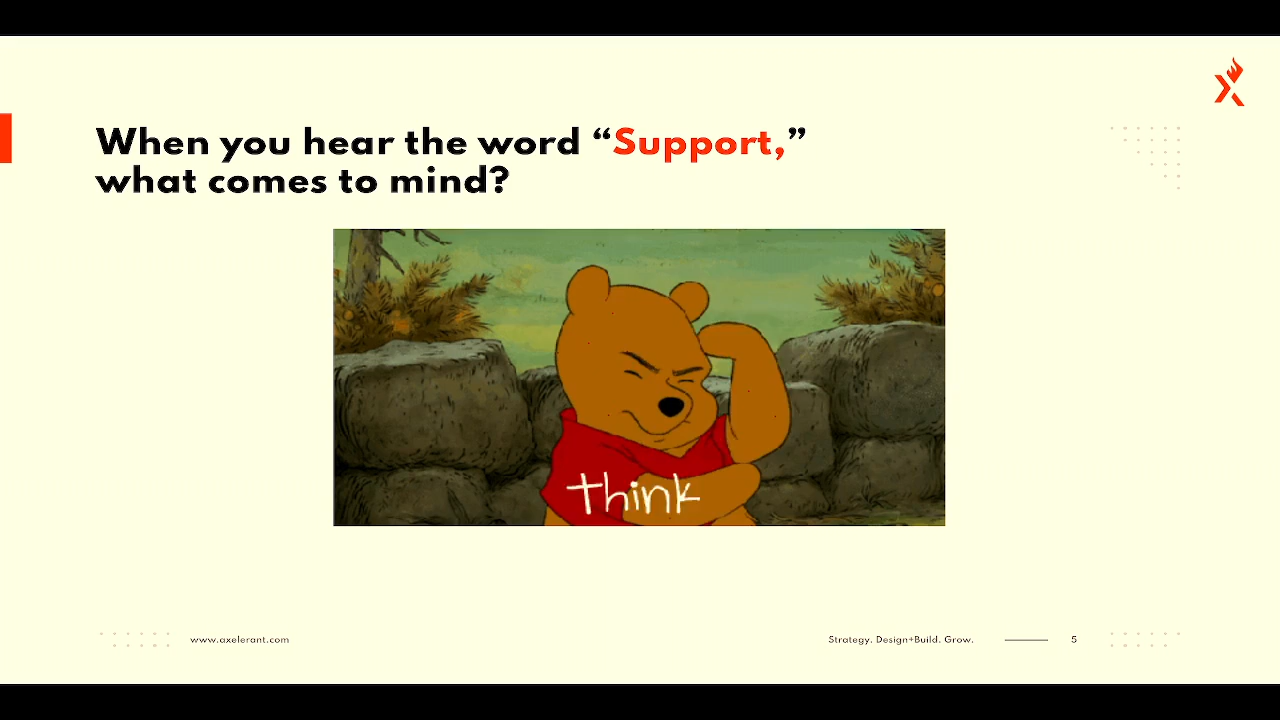 When you hear the word “Support,”
what comes to mind?
think
www.axelerant.com
Strategy. Design+Build. Grow.
5